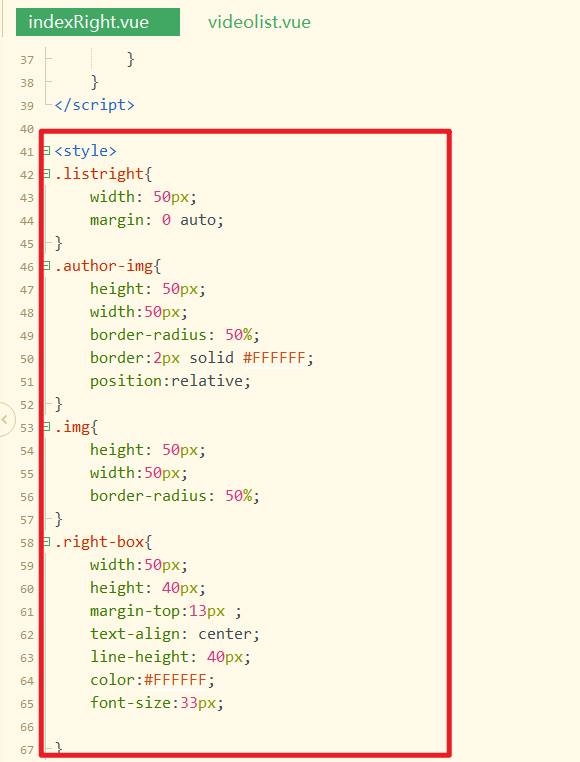 indexRight.vue videolist.vue
37 }
38 }
39 </script>
40
41 <style>
42 .listright{
43 width: 50px;
44 margin: 0 auto;
45 }
46 .author-img{
47 height: 50px;
48 width:50px;
49 border-radius: 50%;
50 border:2px solid #FFFFFF;
51 position:relative;
52 }
53 .img{
54 height: 50px;
55 width:50px;
56 border-radius: 50%;
57 }
58 .right-box{
59 width:50px;
60 height: 40px;
61 margin-top:13px ;
62 text-align: center;
63 line-height: 40px;
64 color:#FFFFFF;
65 font-size:33px;
66
67 }